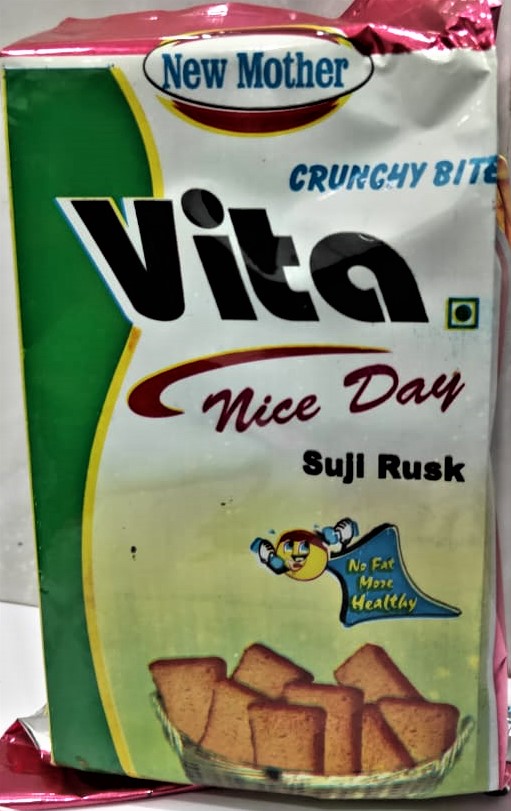 New Mother
CRUNCHY BITE
Vita
Nice Day
Suji Rusk
No Fat
More
Healthy